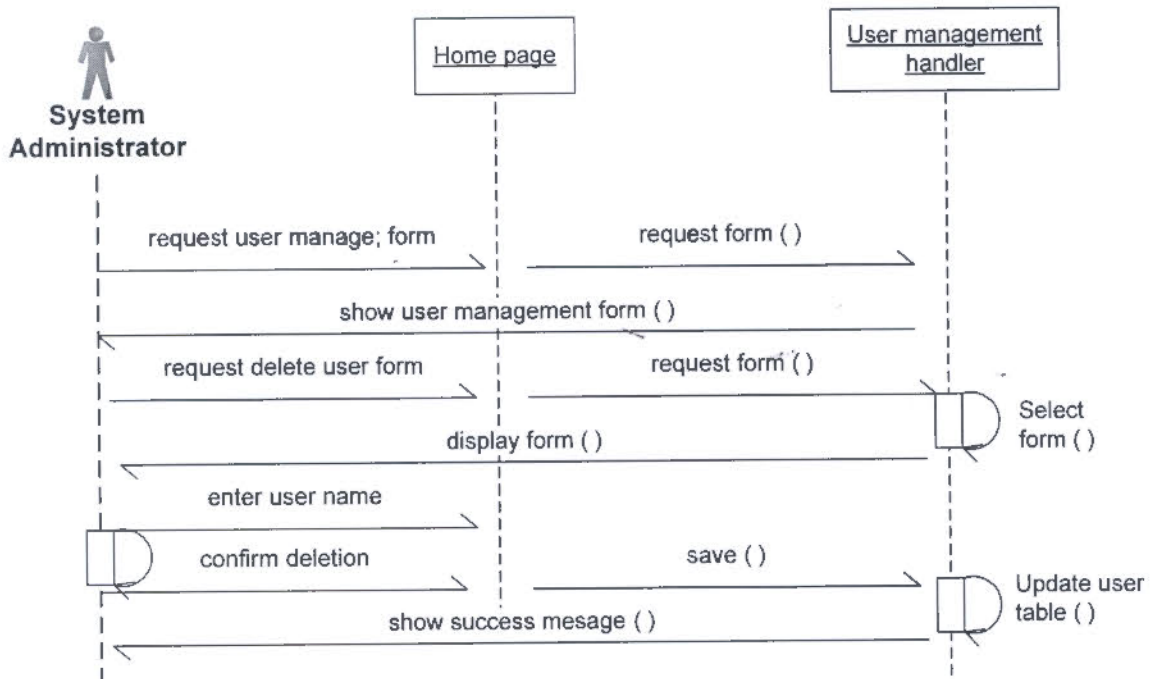 Home page
User management
handler
System
Administrator
request user manage; form
request form ( )
show user management form ( )
request delete user form
request form ( )
Select
form ( )
display form ( )
enter user name
confirm deletion
save ( )
Update user
table ( )
show success mesage ( )